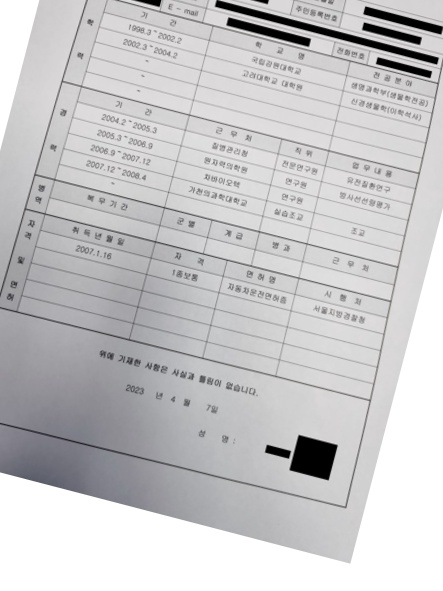 E - mail
주민등록번호
전화번호
학 력
기 간 학 교 명 전 공 분 야
1998.3 ~ 2002.2 국립강원대학교 생명과학부(생물학전공)
2002.3 ~ 2004.2 고려대학교 대학원 신경생물학(이학석사)
~
~
~
경 력
기 간 근 무 처 직 위 업 무 내 용
2004.2 ~ 2005.3 질병관리청 전문연구원 유전질환연구
2005.3 ~ 2006.9 원자력의학원 연구원 방사선선량평가
2006.9 ~ 2007.12 차바이오텍 연구원
2007.12 ~ 2008.4 가천의과학대학교 실습조교 조교
~
병 역
복 무 기 간 군 별 계 급 병 과 근 무 처
자 격 및 면 허
취 득 년 월 일 자 격 면 허 명 시 행 처
2007.1.16 1종보통 자동차운전면허증 서울지방경찰청
위에 기재한 사항은 사실과 틀림이 없습니다.
2023 년 4 월 7일
성 명 :